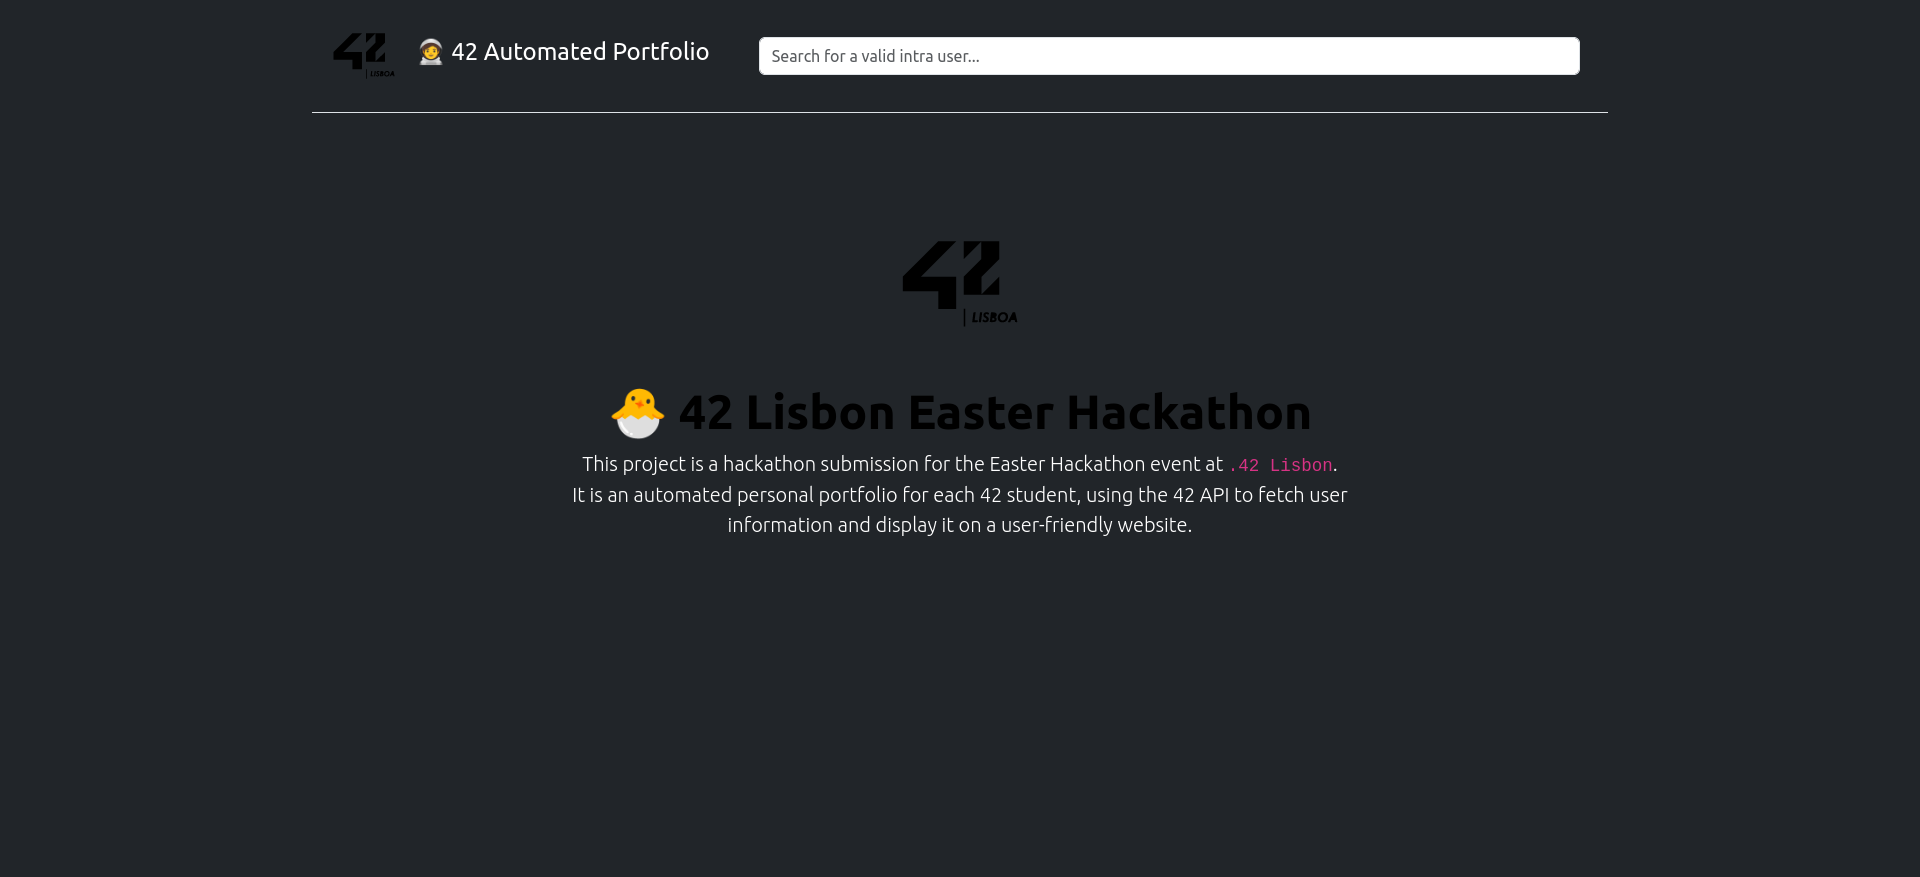 42
LISBOA
🧑‍🚀 42 Automated Portfolio
Search for a valid intra user...
42
LISBOA
🐣 42 Lisbon Easter Hackathon
This project is a hackathon submission for the Easter Hackathon event at .42 Lisbon.
It is an automated personal portfolio for each 42 student, using the 42 API to fetch user
information and display it on a user-friendly website.